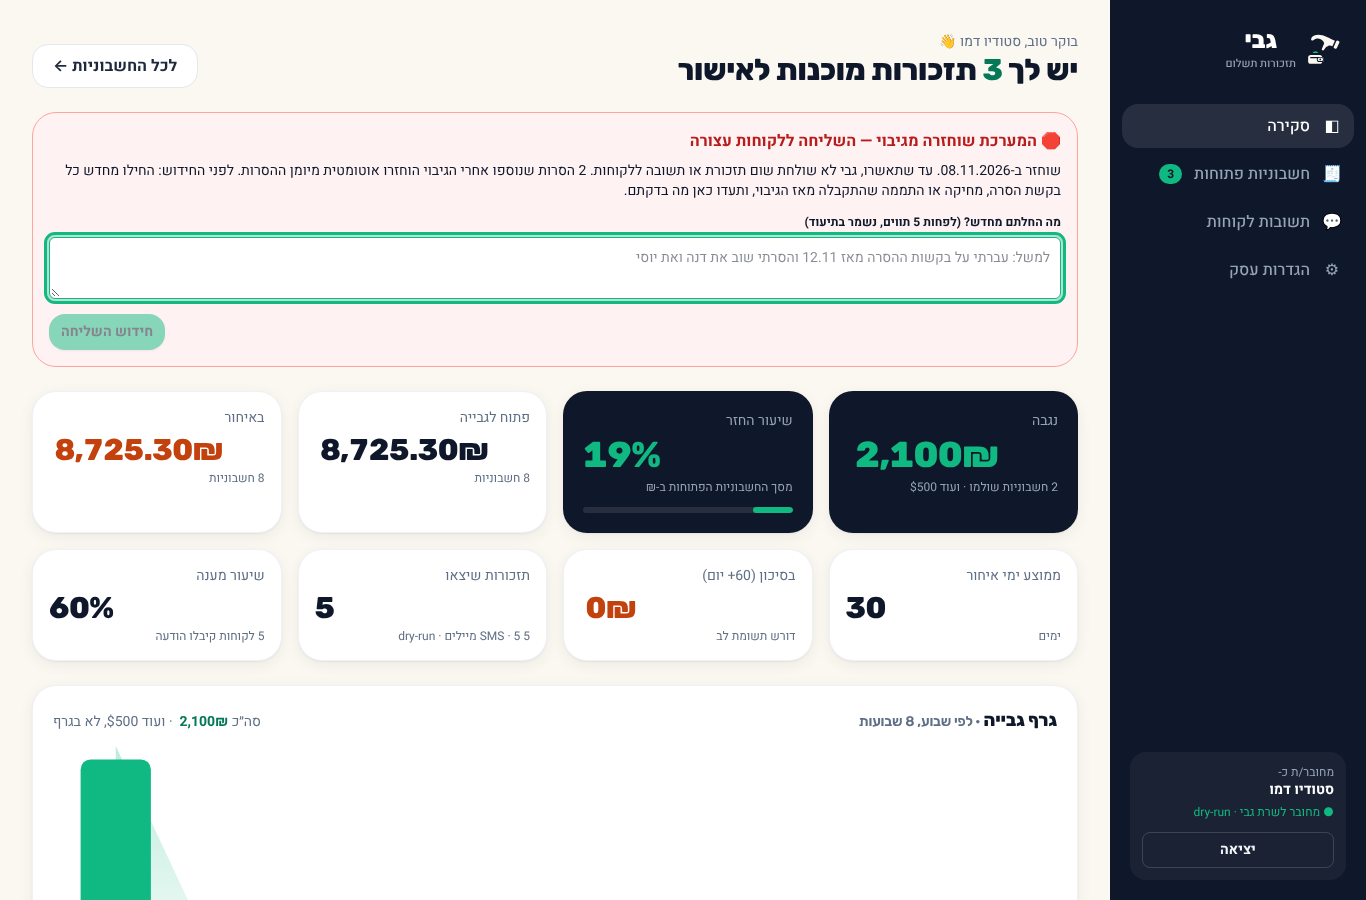 גבי
תזכורות תשלום
סקירה
חשבוניות פתוחות 3
תשובות לקוחות
הגדרות עסק
מחובר/ת כ-
סטודיו דמו
מחובר לשרת גבי · dry-run
יציאה
בוקר טוב, סטודיו דמו 👋
יש לך 3 תזכורות מוכנות לאישור
לכל החשבוניות ←
🛑 המערכת שוחזרה מגיבוי — השליחה ללקוחות עצורה
שוחזר ב-08.11.2026. עד שתאשרו, גבי לא שולחת שום תזכורת או תשובה ללקוחות. 2 הסרות שנוספו אחרי הגיבוי הוחזרו אוטומטית מיומן ההסרות. לפני החידוש: החילו מחדש כל
בקשת הסרה, מחיקה או התממה שהתקבלה מאז הגיבוי, ותעדו כאן מה בדקתם.
מה החלתם מחדש? (לפחות 5 תווים, נשמר בתיעוד)
למשל: עברתי על בקשות ההסרה מאז 12.11 והסרתי שוב את דנה ואת יוסי
חידוש השליחה
נגבה
2,100₪
2 חשבוניות שולמו · ועוד $500
שיעור החזר
19%
מסך החשבוניות הפתוחות ב-₪
פתוח לגבייה
8,725.30₪
8 חשבוניות
באיחור
8,725.30₪
8 חשבוניות
ממוצע ימי איחור
30
ימים
בסיכון (60+ יום)
0₪
דורש תשומת לב
תזכורות שיצאו
5
5 SMS · 5 מיילים · dry-run
שיעור מענה
60%
5 לקוחות קיבלו הודעה
גרף גבייה • לפי שבוע, 8 שבועות
סה״כ 2,100₪ · ועוד $500, לא בגרף